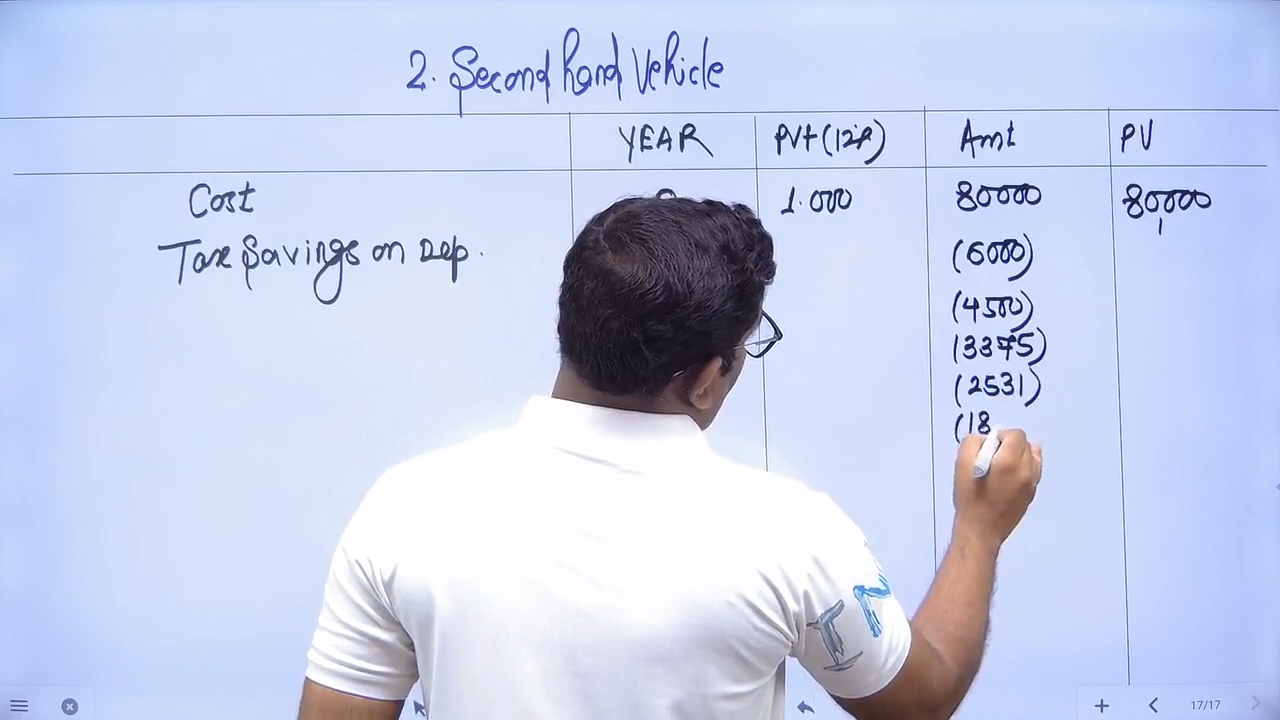 2. Second hand Vehicle
YEAR PVf (12%) Amt PV
Cost 1.000 80000 80000
Tax Savings on Dep. (6000)
(4500)
(3375)
(2531)
(18
17/17